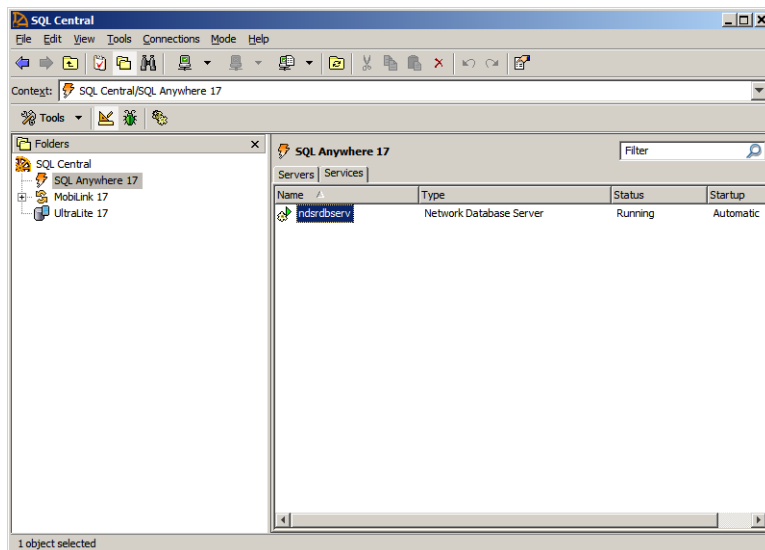 SQL Central
File Edit View Tools Connections Mode Help
Context: SQL Central/SQL Anywhere 17
Tools
Folders
SQL Central
SQL Anywhere 17
MobiLink 17
UltraLite 17
SQL Anywhere 17
Filter
Servers Services
Name Type Status Startup
ndsrdbserv Network Database Server Running Automatic
1 object selected